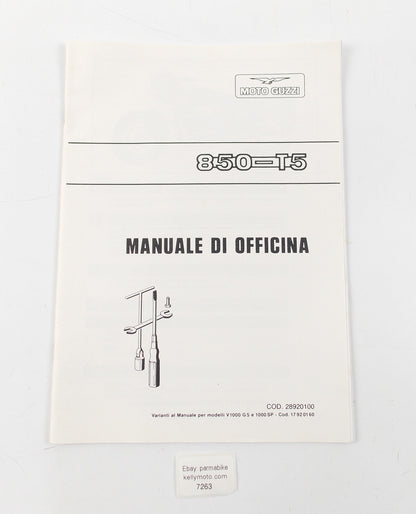 MOTO GUZZI
850-T5
MANUALE DI OFFICINA
COD. 28920100
Varianti al Manuale per modelli V1000 G5 e 1000 SP - Cod. 17920160
Ebay parmabike
kellymoto com
7263